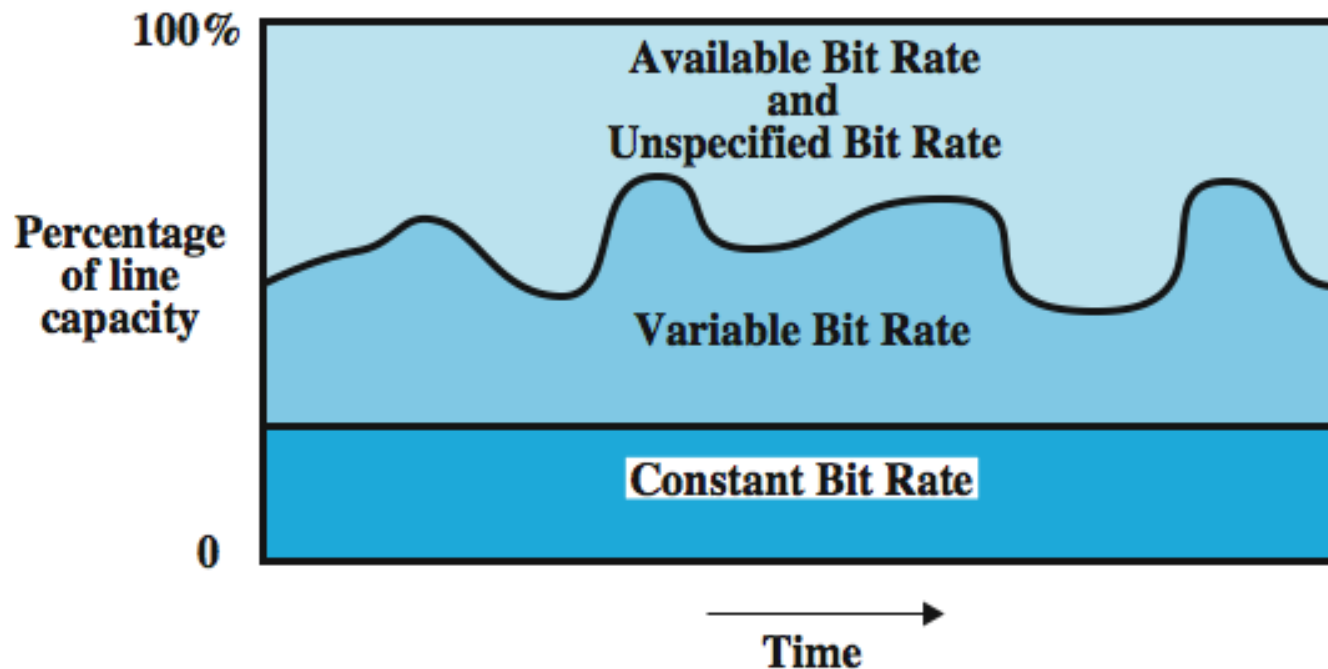 100%
Available Bit Rate
and
Unspecified Bit Rate
Percentage
of line
capacity
Variable Bit Rate
Constant Bit Rate
0
Time